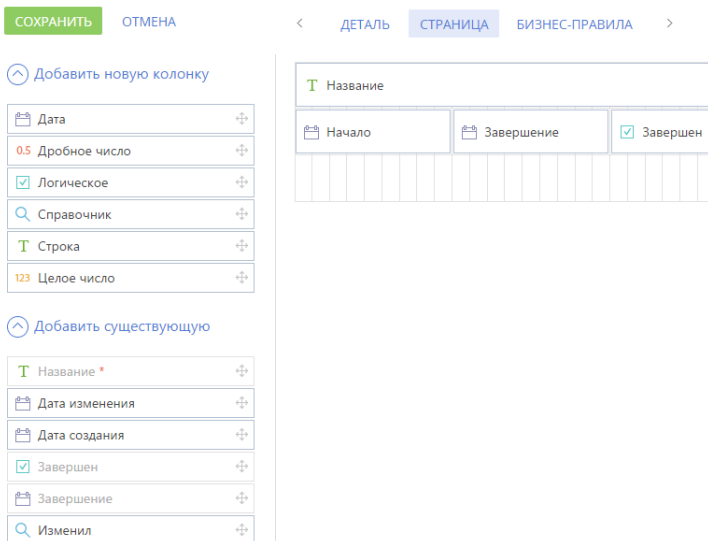 СОХРАНИТЬ ОТМЕНА
ДЕТАЛЬ СТРАНИЦА БИЗНЕС-ПРАВИЛА
Добавить новую колонку
Дата
0.5 Дробное число
Логическое
Справочник
T Строка
123 Целое число
Добавить существующую
T Название *
Дата изменения
Дата создания
Завершен
Завершение
Изменил
T Название
Начало Завершение Завершен